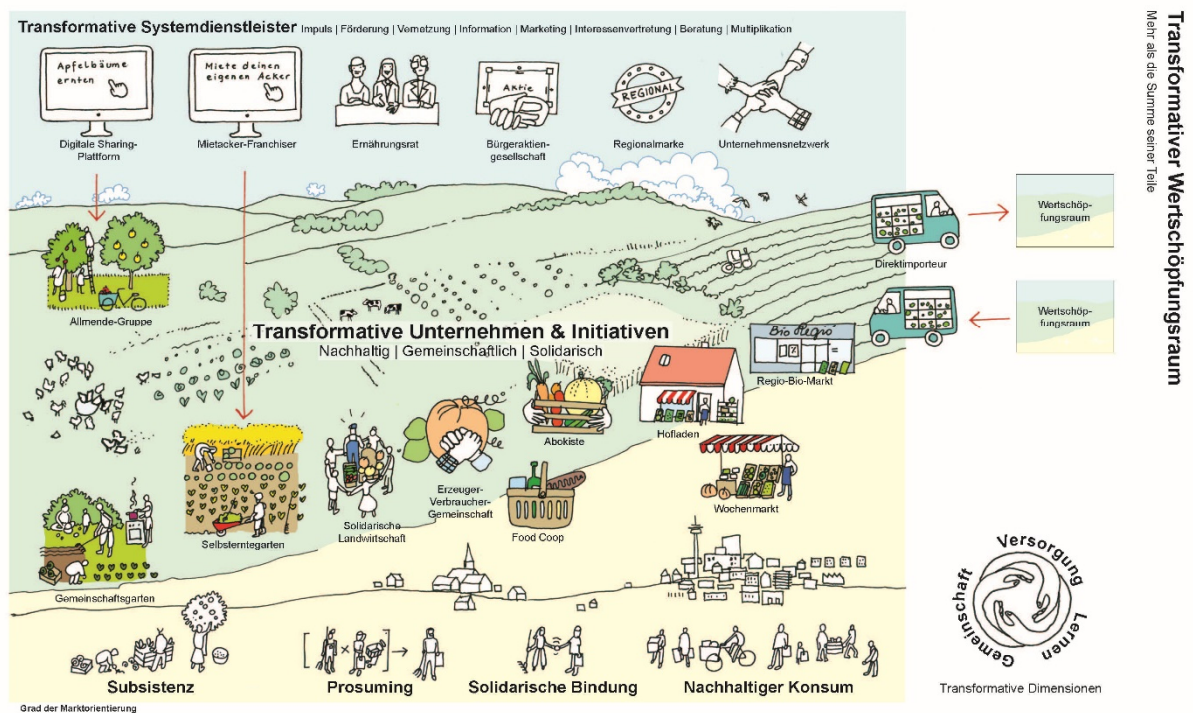 Transformative Systemdienstleister Impuls | Förderung | Vernetzung | Information | Marketing | Interessenvertretung | Beratung | Multiplikation
Apfelbäume
ernten
Miete deinen
eigenen Acker
Aktie
REGIONAL
Digitale Sharing-
Plattform
Mietacker-Franchiser
Ernährungsrat
Bürgeraktien-
gesellschaft
Regionalmarke
Unternehmensnetzwerk
Transformativer Wertschöpfungsraum
Mehr als die Summe seiner Teile
Wertschöp-
fungsraum
Direktimporteur
Wertschöp-
fungsraum
Allmende-Gruppe
Transformative Unternehmen & Initiativen
Nachhaltig | Gemeinschaftlich | Solidarisch
Bio Regio
Regio-Bio-Markt
Hofladen
Abokiste
Wochenmarkt
Erzeuger-
Verbraucher-
Gemeinschaft
Food Coop
Solidarische
Landwirtschaft
Selbsterntegarten
Gemeinschaftsgarten
Versorgung
Lernen
Gemeinschaft
Transformative Dimensionen
Subsistenz
Prosuming
Solidarische Bindung
Nachhaltiger Konsum
Grad der Marktorientierung